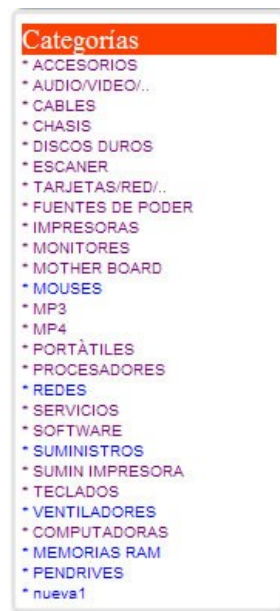 Categorías
* ACCESORIOS
* AUDIO/VIDEO/..
* CABLES
* CHASIS
* DISCOS DUROS
* ESCANER
* TARJETAS/RED/..
* FUENTES DE PODER
* IMPRESORAS
* MONITORES
* MOTHER BOARD
* MOUSES
* MP3
* MP4
* PORTÀTILES
* PROCESADORES
* REDES
* SERVICIOS
* SOFTWARE
* SUMINISTROS
* SUMIN IMPRESORA
* TECLADOS
* VENTILADORES
* COMPUTADORAS
* MEMORIAS RAM
* PENDRIVES
* nueva1